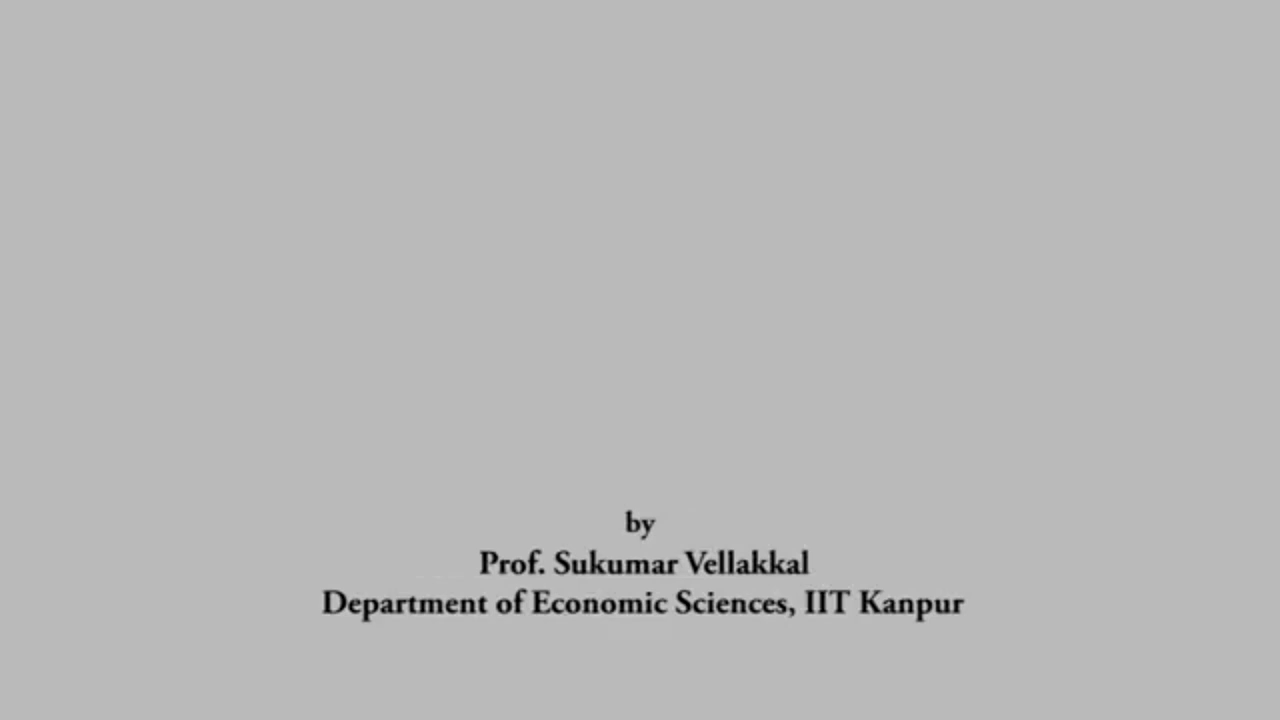 by
Prof. Sukumar Vellakkal
Department of Economic Sciences, IIT Kanpur